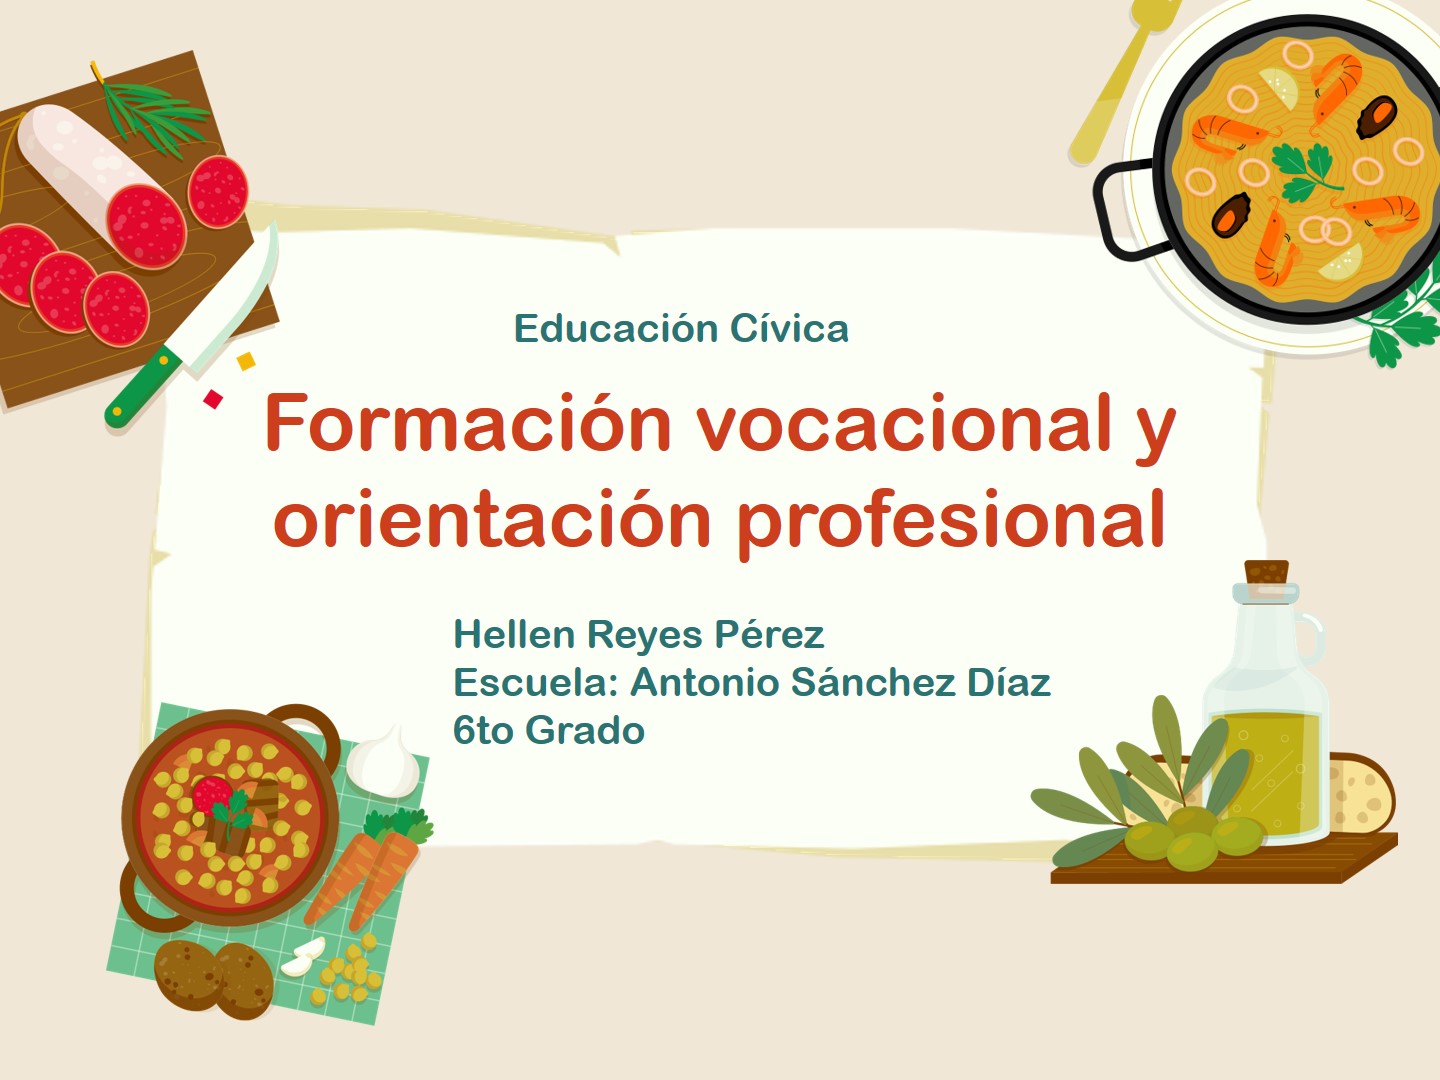 Educación Cívica
Formación vocacional y
orientación profesional
Hellen Reyes Pérez
Escuela: Antonio Sánchez Díaz
6to Grado